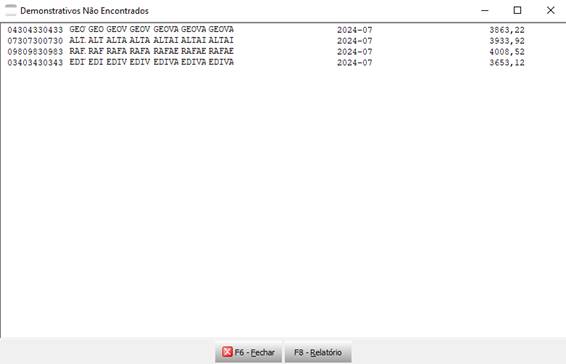 Demonstrativos Não Encontrados
04304330433 GEO GEO GEOV GEOV GEOVA GEOVA GEOVA 2024-07 3863,22
07307300730 ALT ALT ALTA ALTA ALTAI ALTAI ALTAI 2024-07 3933,92
09809830983 RAF RAF RAFA RAFA RAFAE RAFAE RAFAE 2024-07 4008,52
03403430343 EDI EDI EDIV EDIV EDIVA EDIVA EDIVA 2024-07 3653,12
F6 - Fechar F8 - Relatório